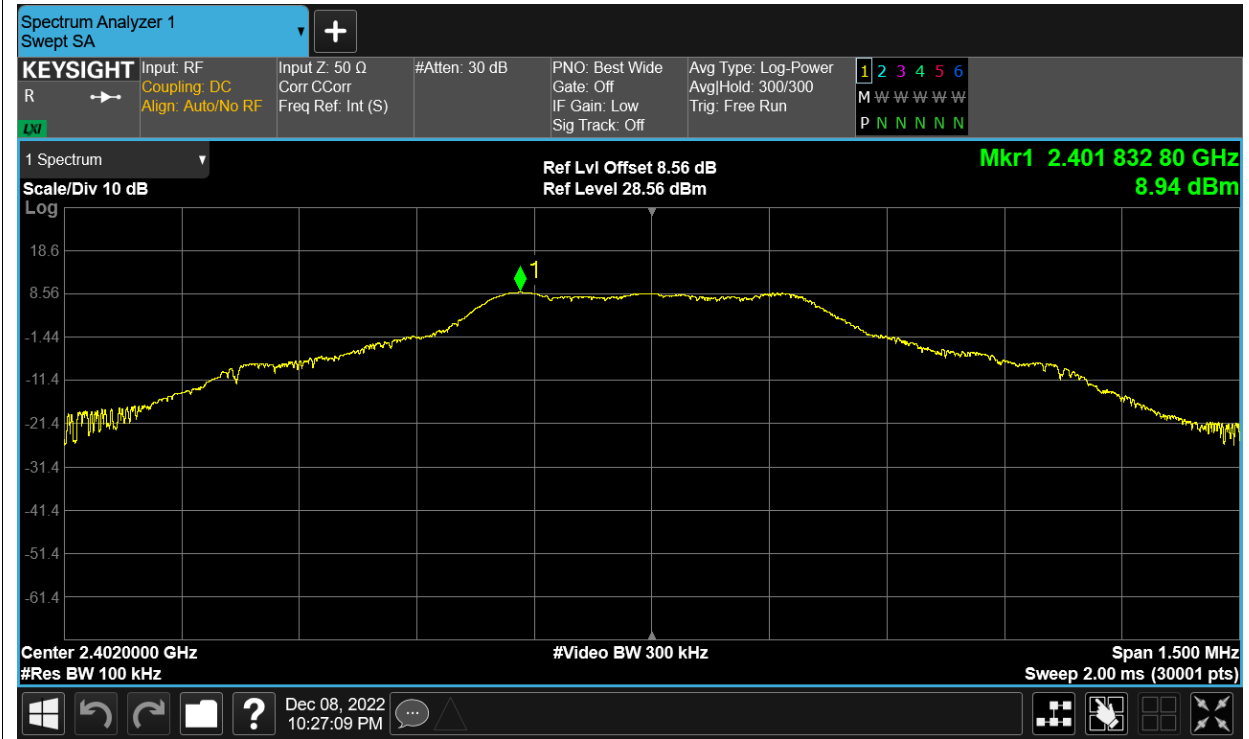 Spectrum Analyzer 1
Swept SA
KEYSIGHT
R
LXI
Input: RF
Coupling: DC
Align: Auto/No RF
Input Z: 50 Ω
Corr CCorr
Freq Ref: Int (S)
#Atten: 30 dB
PNO: Best Wide
Gate: Off
IF Gain: Low
Sig Track: Off
Avg Type: Log-Power
Avg|Hold: 300/300
Trig: Free Run
1 2 3 4 5 6
M W W W W W
P N N N N N
1 Spectrum
Scale/Div 10 dB
Ref Lvl Offset 8.56 dB
Ref Level 28.56 dBm
Mkr1 2.401 832 80 GHz
8.94 dBm
Log
18.6
8.56
-1.44
-11.4
-21.4
-31.4
-41.4
-51.4
-61.4
1
Center 2.4020000 GHz
#Res BW 100 kHz
#Video BW 300 kHz
Span 1.500 MHz
Sweep 2.00 ms (30001 pts)
?
Dec 08, 2022
10:27:09 PM